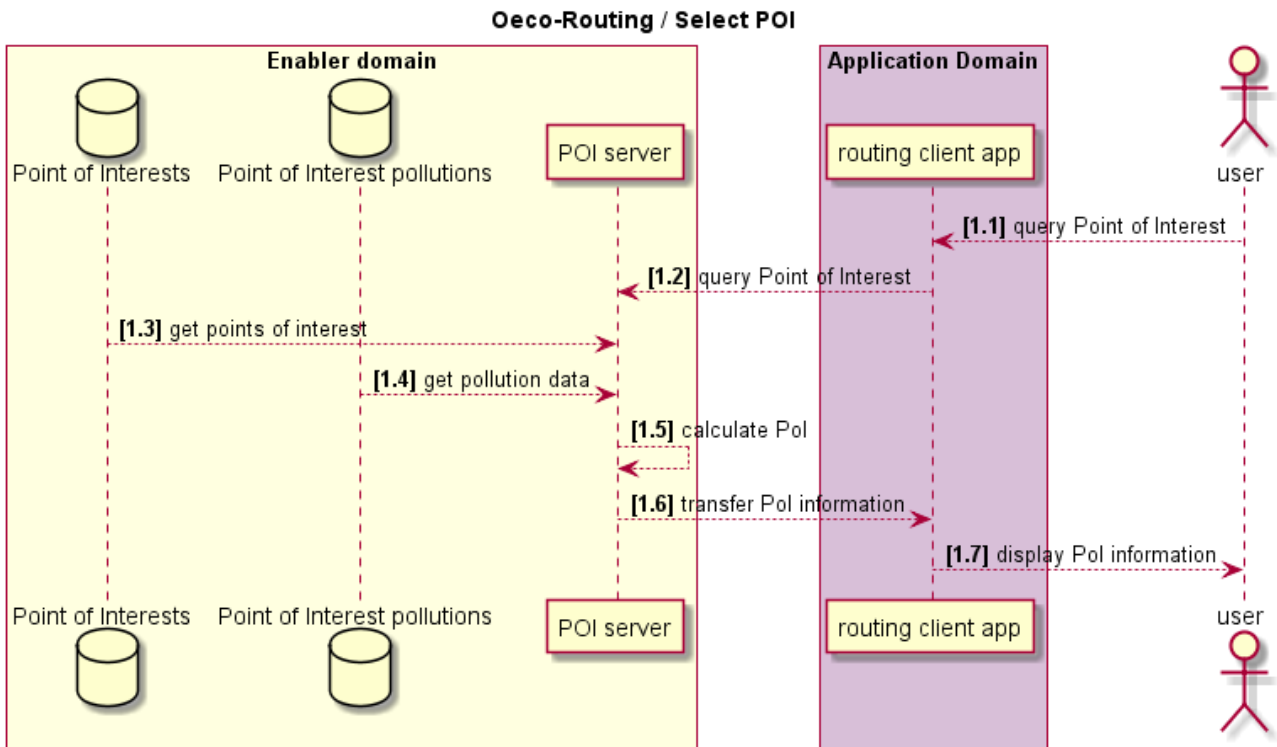 Oeco-Routing / Select POI
Enabler domain
Application Domain
Point of Interests
Point of Interest pollutions
POI server
routing client app
user
[1.1] query Point of Interest
[1.2] query Point of Interest
[1.3] get points of interest
[1.4] get pollution data
[1.5] calculate PoI
[1.6] transfer PoI information
[1.7] display PoI information
Point of Interests
Point of Interest pollutions
POI server
routing client app
user